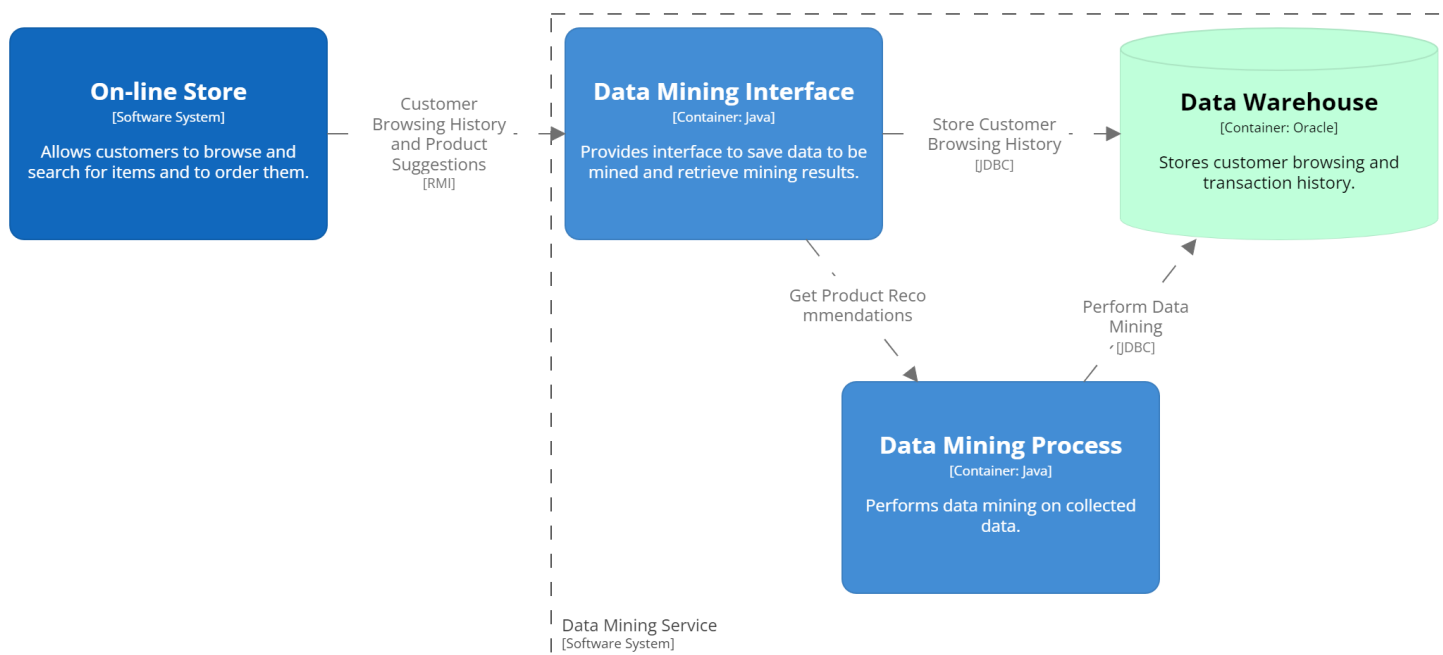 On-line Store
[Software System]
Allows customers to browse and
search for items and to order them.
Customer
Browsing History
and Product
Suggestions
[RMI]
Data Mining Interface
[Container: Java]
Provides interface to save data to be
mined and retrieve mining results.
Store Customer
Browsing History
[JDBC]
Data Warehouse
[Container: Oracle]
Stores customer browsing and
transaction history.
Get Product Reco
mmendations
Perform Data
Mining
[JDBC]
Data Mining Process
[Container: Java]
Performs data mining on collected
data.
Data Mining Service
[Software System]